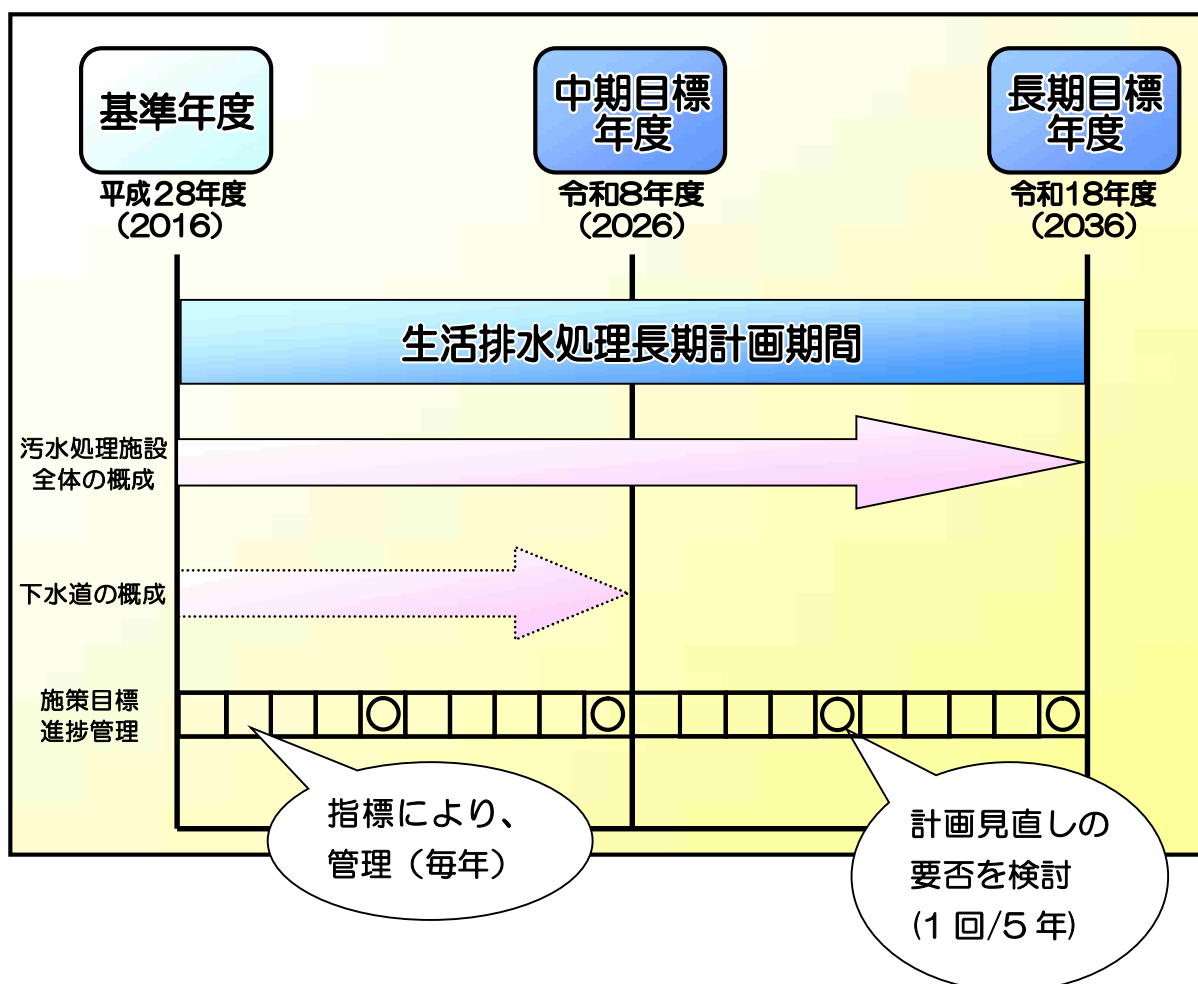 基準年度
中期目標
年度
長期目標
年度
平成28年度
(2016)
令和8年度
(2026)
令和18年度
(2036)
生活排水処理長期計画期間
汚水処理施設
全体の概成
下水道の概成
施策目標
進捗管理
指標により、
管理（毎年）
計画見直しの
要否を検討
(1 回/5 年)